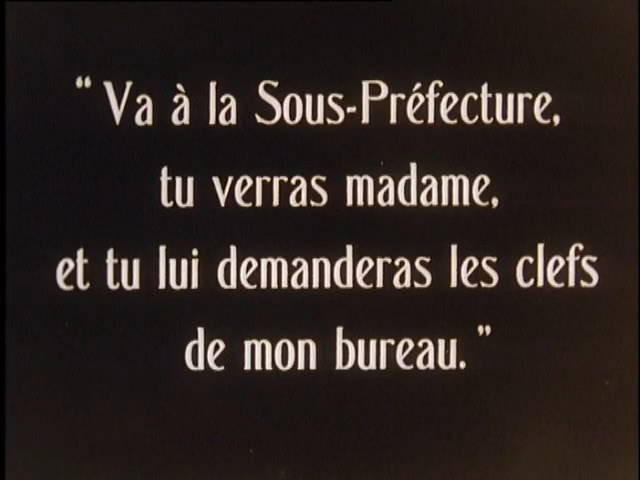 “ Va à la Sous-Préfecture,
tu verras madame,
et tu lui demanderas les clefs
de mon bureau.”